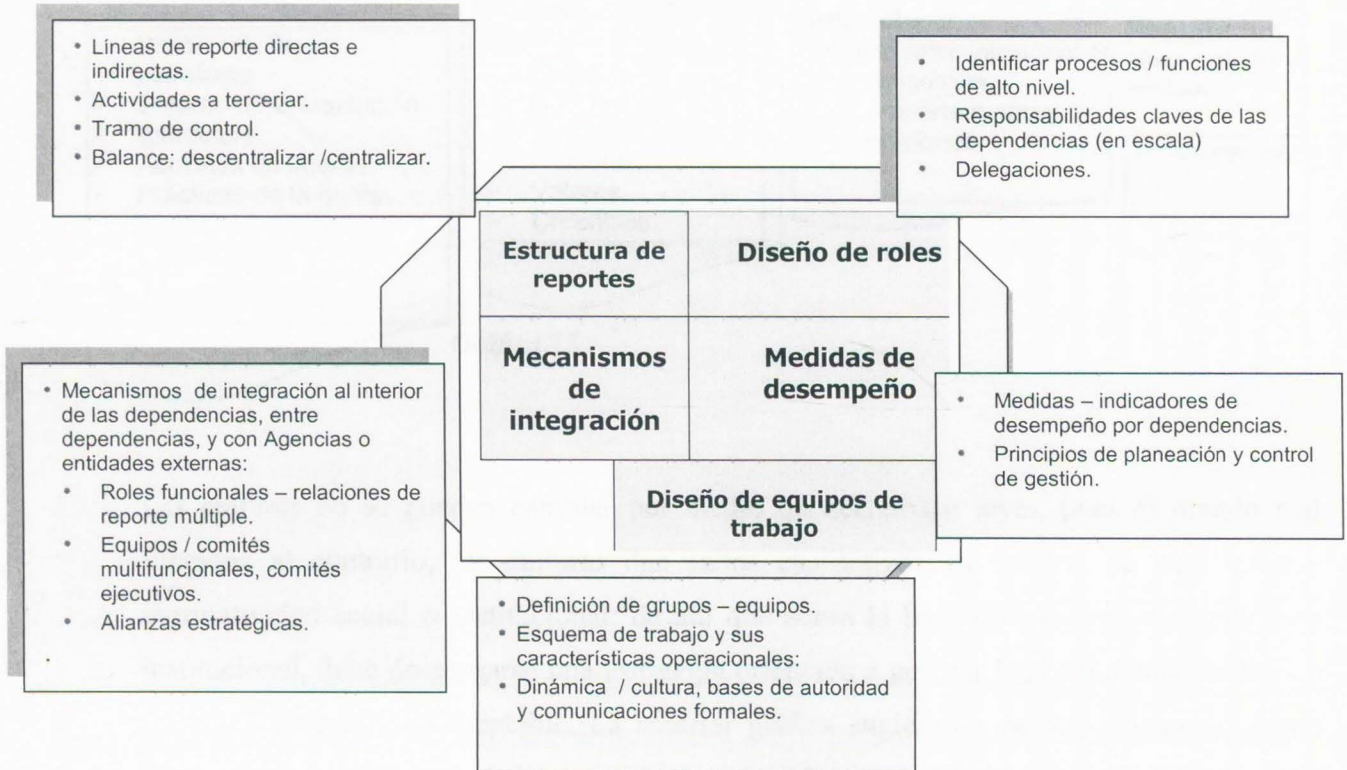 • Líneas de reporte directas e
indirectas.
• Actividades a terceriar.
• Tramo de control.
• Balance: descentralizar /centralizar.
• Identificar procesos / funciones
de alto nivel.
• Responsabilidades claves de las
dependencias (en escala)
• Delegaciones.
Estructura de
reportes
Diseño de roles
Mecanismos
de
integración
Medidas de
desempeño
Diseño de equipos de
trabajo
• Mecanismos de integración al interior
de las dependencias, entre
dependencias, y con Agencias o
entidades externas:
• Roles funcionales – relaciones de
reporte múltiple.
• Equipos / comités
multifuncionales, comités
ejecutivos.
• Alianzas estratégicas.
• Medidas – indicadores de
desempeño por dependencias.
• Principios de planeación y control
de gestión.
• Definición de grupos – equipos.
• Esquema de trabajo y sus
características operacionales:
• Dinámica / cultura, bases de autoridad
y comunicaciones formales.